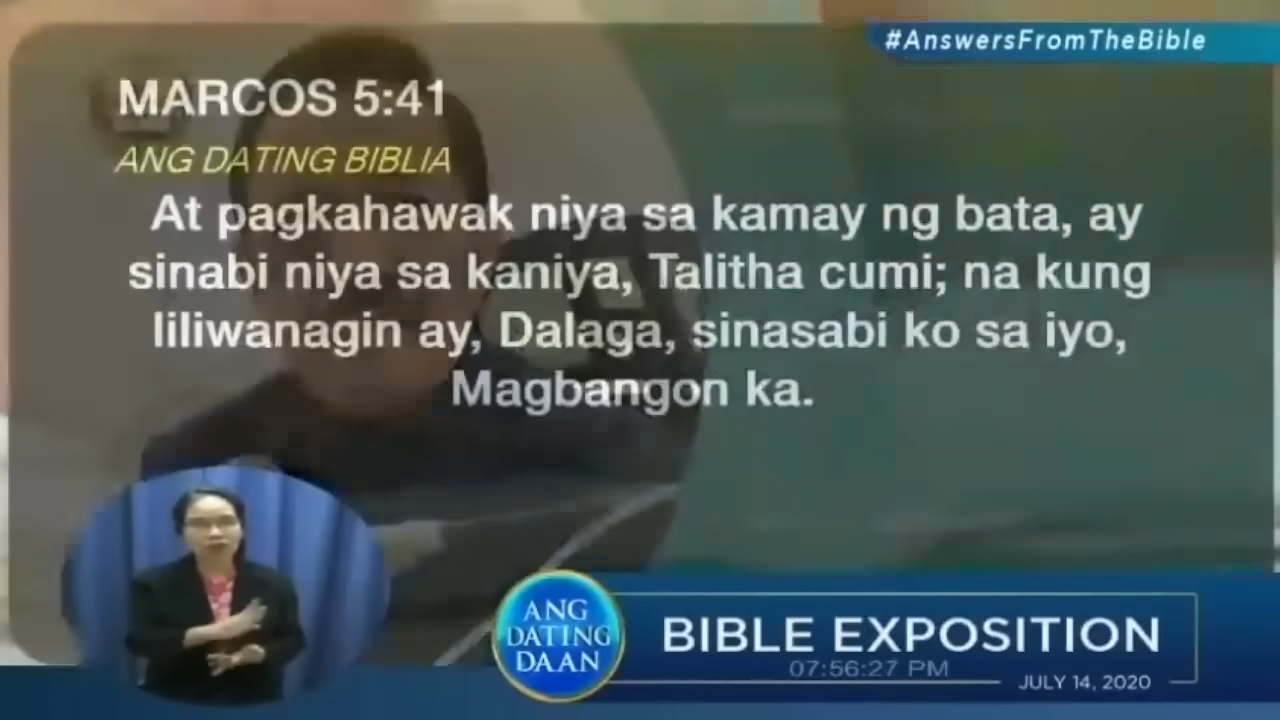 #AnswersFromTheBible
MARCOS 5:41
ANG DATING BIBLIA
At pagkahawak niya sa kamay ng bata, ay
sinabi niya sa kaniya, Talitha cumi; na kung
liliwanagin ay, Dalaga, sinasabi ko sa iyo,
Magbangon ka.
ANG
DATING
DAAN
BIBLE EXPOSITION
07:56:27 PM
JULY 14, 2020